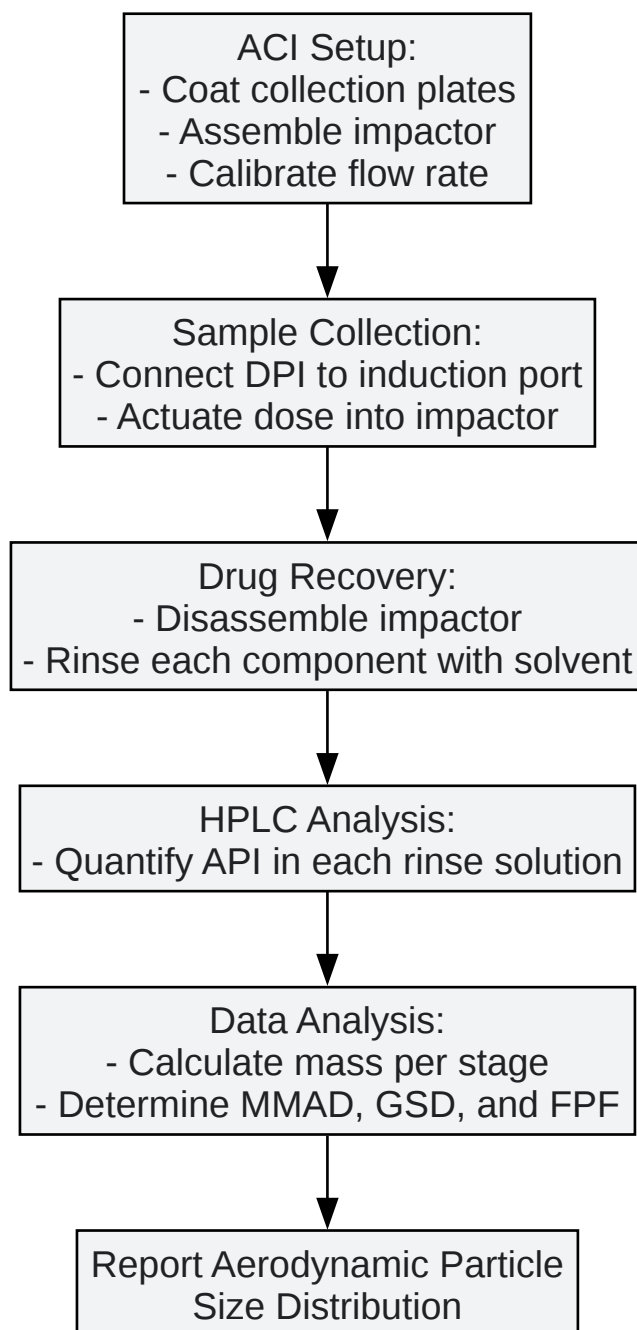 ACI Setup:
- Coat collection plates
- Assemble impactor
- Calibrate flow rate
Sample Collection:
- Connect DPI to induction port
- Actuate dose into impactor
Drug Recovery:
- Disassemble impactor
- Rinse each component with solvent
HPLC Analysis:
- Quantify API in each rinse solution
Data Analysis:
- Calculate mass per stage
- Determine MMAD, GSD, and FPF
Report Aerodynamic Particle
Size Distribution